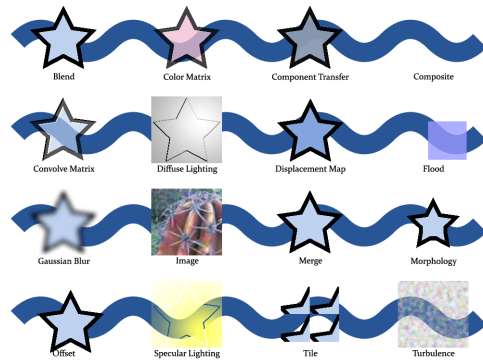 Blend
Color Matrix
Component Transfer
Composite
Convolve Matrix
Diffuse Lighting
Displacement Map
Flood
Gaussian Blur
Image
Merge
Morphology
Offset
Specular Lighting
Tile
Turbulence